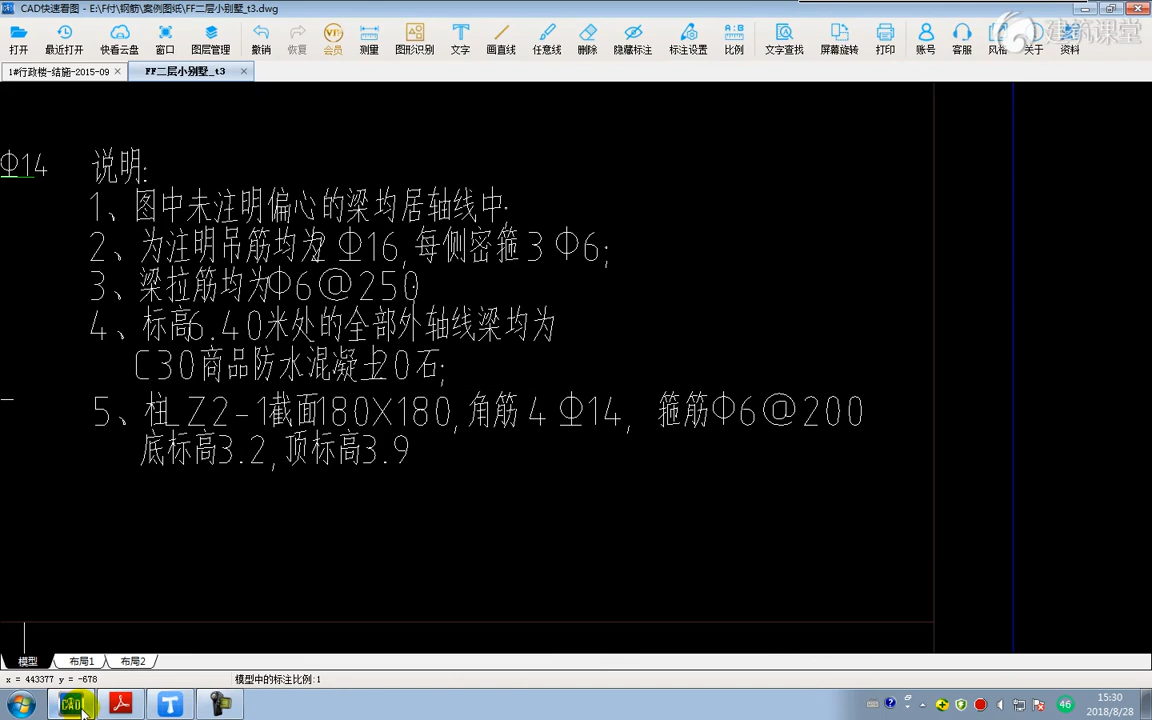 CAD快速看图 - E:\F付\钢筋\案例图纸\FF二层小别墅_t3.dwg
打开 最近打开 快看云盘 窗口 图层管理 撤销 恢复 会员 测量 图形识别 文字 画直线 任意线 删除 隐藏标注 标注设置 比例 文字查找 屏幕旋转 打印 账号 客服 风格 关于 资料
建筑课堂
1#行政楼-结施-2015-09 FF二层小别墅_t3
Φ14
说明:
1、图中未注明偏心的梁均居轴线中;
2、为注明吊筋均为2Φ16,每侧密箍3Φ6;
3、梁拉筋均为Φ6@250
4、标高6.40米处的全部外轴线梁均为
C30商品防水混凝土20石;
5、柱LZ2-1截面180X180,角筋4Φ14, 箍筋Φ6@200
底标高3.2,顶标高3.9
模型 布局1 布局2
x = 443377 y = -678 模型中的标注比例:1
CAD
46
15:30
2018/8/28